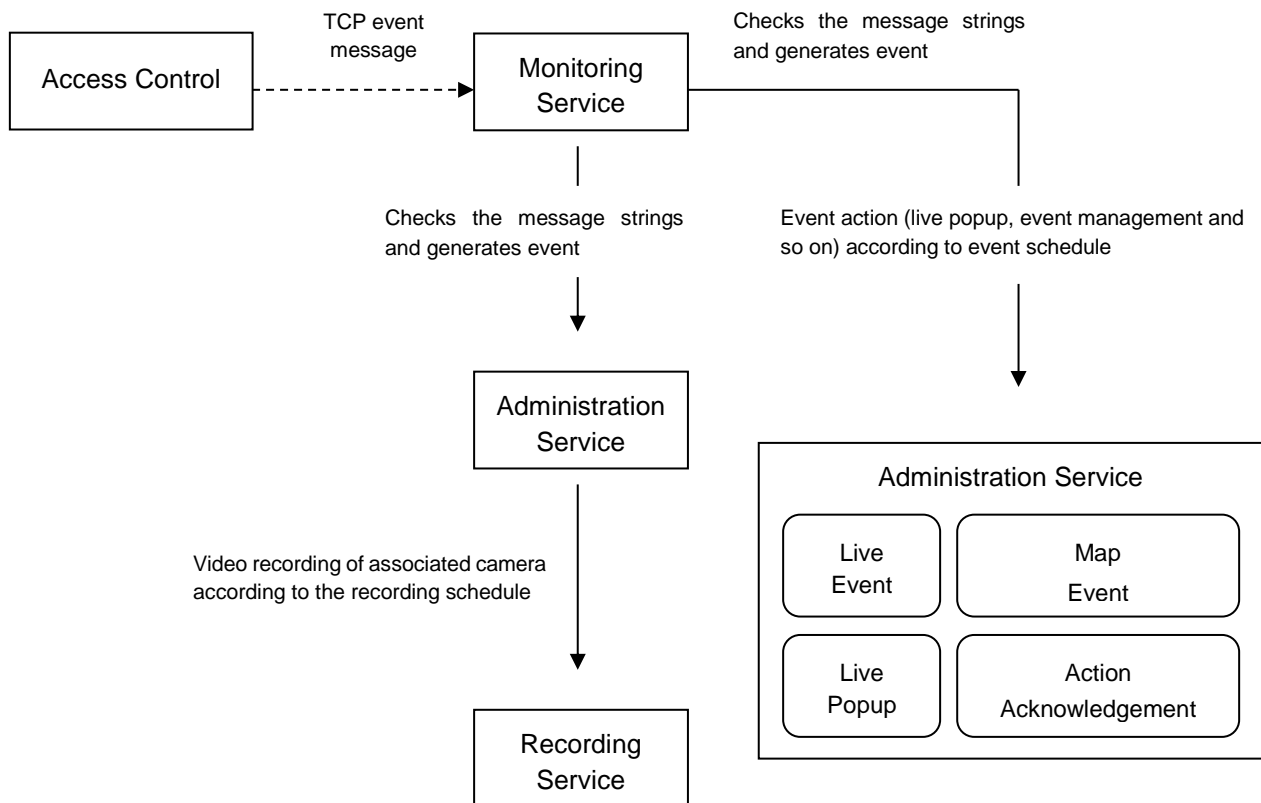 TCP event
message
Checks the message strings
and generates event
Access Control
Monitoring
Service
Checks the message strings
and generates event
Event action (live popup, event management and
so on) according to event schedule
Administration
Service
Administration Service
Live
Event
Map
Event
Video recording of associated camera
according to the recording schedule
Live
Popup
Action
Acknowledgement
Recording
Service